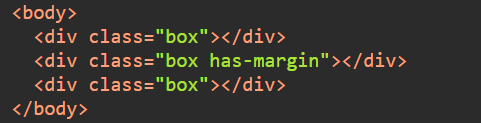 <body>
  <div class="box"></div>
  <div class="box has-margin"></div>
  <div class="box"></div>
</body>